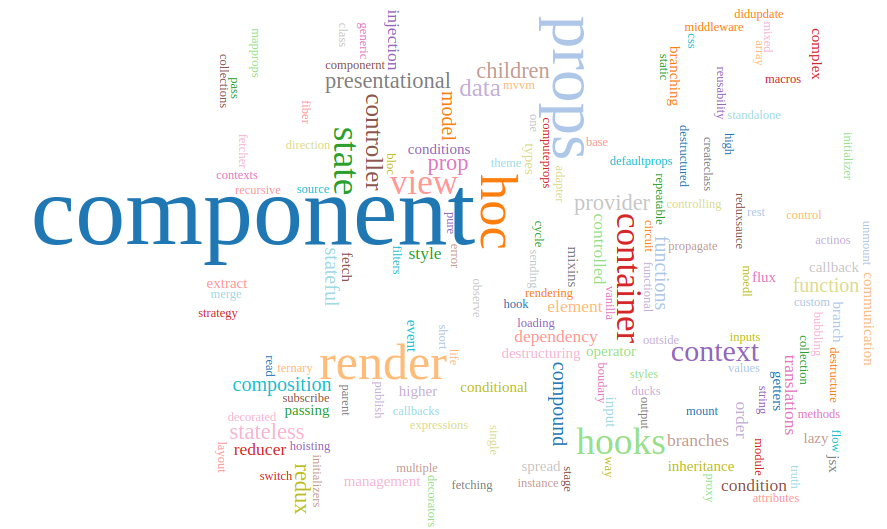 didupdate
injection
class
generic
mapprops
middleware
css
mixed
array
complex
collections
pass
componernt
presentational
children
data
mvvm
props
static
branching
reusability
macros
standalone
fiber
direction
state
controller
model
conditions
bloc
prop
view
one
types
computeprops
base
theme
adapter
defaultprops
destructured
createclass
high
initializer
fetcher
contexts
recursive
source
component
pure
hoc
provider
repeatable
controlling
reduxsauce
rest
control
actinos
unmount
cycle
error
filters
style
fetch
stateful
sending
mixins
controlled
container
circuit
functional
functions
propagate
moedl
flux
callback
function
custom
communication
extract
merge
strategy
observe
rendering
hook
element
vanilla
loading
dependency
destructuring
operator
outside
context
inputs
values
branch
bubbling
collection
destructure
event
short
life
render
read
ternary
composition
subscribe
passing
parent
publish
higher
conditional
callbacks
expressions
compound
boudary
styles
ducks
input
output
mount
order
string
getters
translations
methods
decorated
stateless
reducer
hoisting
layout
switch
redux
initializers
multiple
management
decorators
fetching
single
spread
instance
stage
hooks
way
branches
inheritance
proxy
condition
attributes
module
truth
lazy
flow
jsx